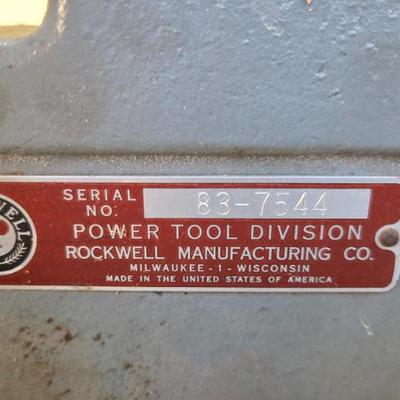 SERIAL
NO.
83-7544
POWER TOOL DIVISION
ROCKWELL MANUFACTURING CO.
MILWAUKEE - 1 - WISCONSIN
MADE IN THE UNITED STATES OF AMERICA